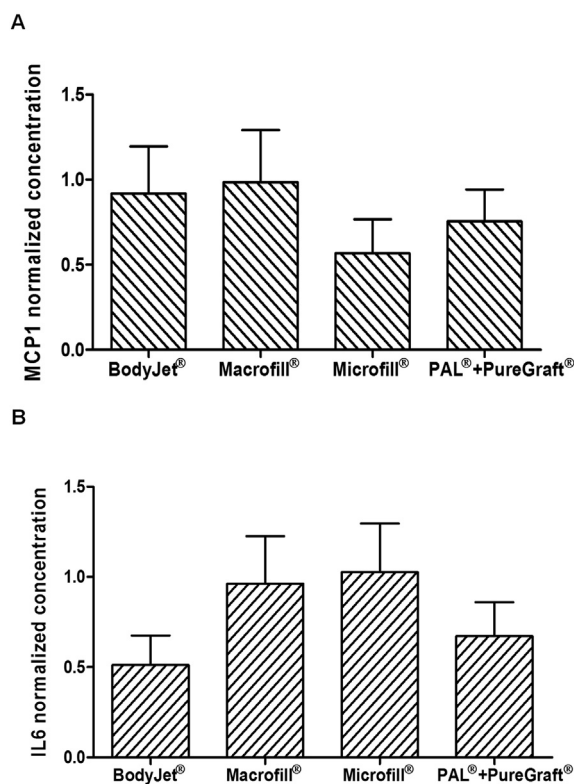 A
MCP1 normalized concentration
1.5
1.0
0.5
0.0
BodyJet® Macrofill® Microfill® PAL®+PureGraft®
B
IL6 normalized concentration
1.5
1.0
0.5
0.0
BodyJet® Macrofill® Microfill® PAL®+PureGraft®